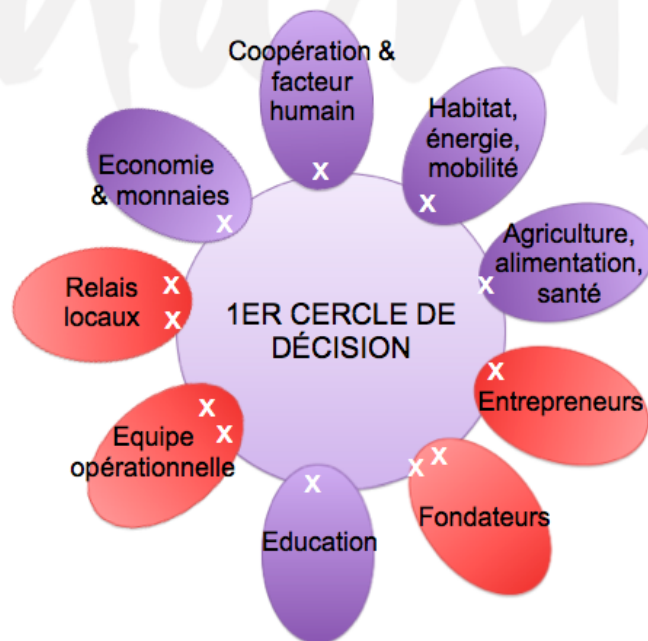 Coopération &
facteur
humain
Habitat,
énergie,
mobilité
Economie
& monnaies
Agriculture,
alimentation,
santé
Relais
locaux
1ER CERCLE DE
DÉCISION
Entrepreneurs
Equipe
opérationnelle
Fondateurs
Education
X
X
X
X
X
X
X
X
X
X
X
X